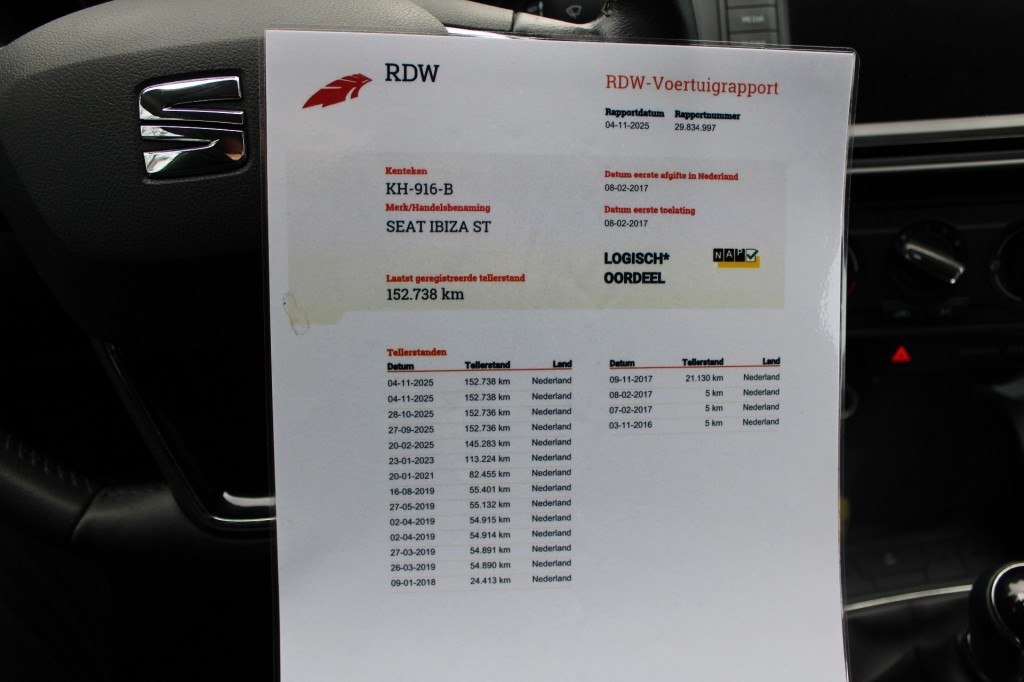 MEDIA
RDW
RDW-Voertuigrapport
Rapportdatum Rapportnummer
04-11-2025 29.834.997
Kenteken
KH-916-B
Merk/Handelsbenaming
SEAT IBIZA ST
Datum eerste afgifte in Nederland
08-02-2017
Datum eerste toelating
08-02-2017
LOGISCH*
OORDEEL
NAP
Laatst geregistreerde tellerstand
152.738 km
Tellerstanden
Datum Tellerstand Land
04-11-2025 152.738 km Nederland
04-11-2025 152.738 km Nederland
28-10-2025 152.736 km Nederland
27-09-2025 152.736 km Nederland
20-02-2025 145.283 km Nederland
23-01-2023 113.224 km Nederland
20-01-2021 82.455 km Nederland
16-08-2019 55.401 km Nederland
27-05-2019 55.132 km Nederland
02-04-2019 54.915 km Nederland
02-04-2019 54.914 km Nederland
27-03-2019 54.891 km Nederland
26-03-2019 54.890 km Nederland
09-01-2018 24.413 km Nederland
Datum Tellerstand Land
09-11-2017 21.130 km Nederland
08-02-2017 5 km Nederland
07-02-2017 5 km Nederland
03-11-2016 5 km Nederland